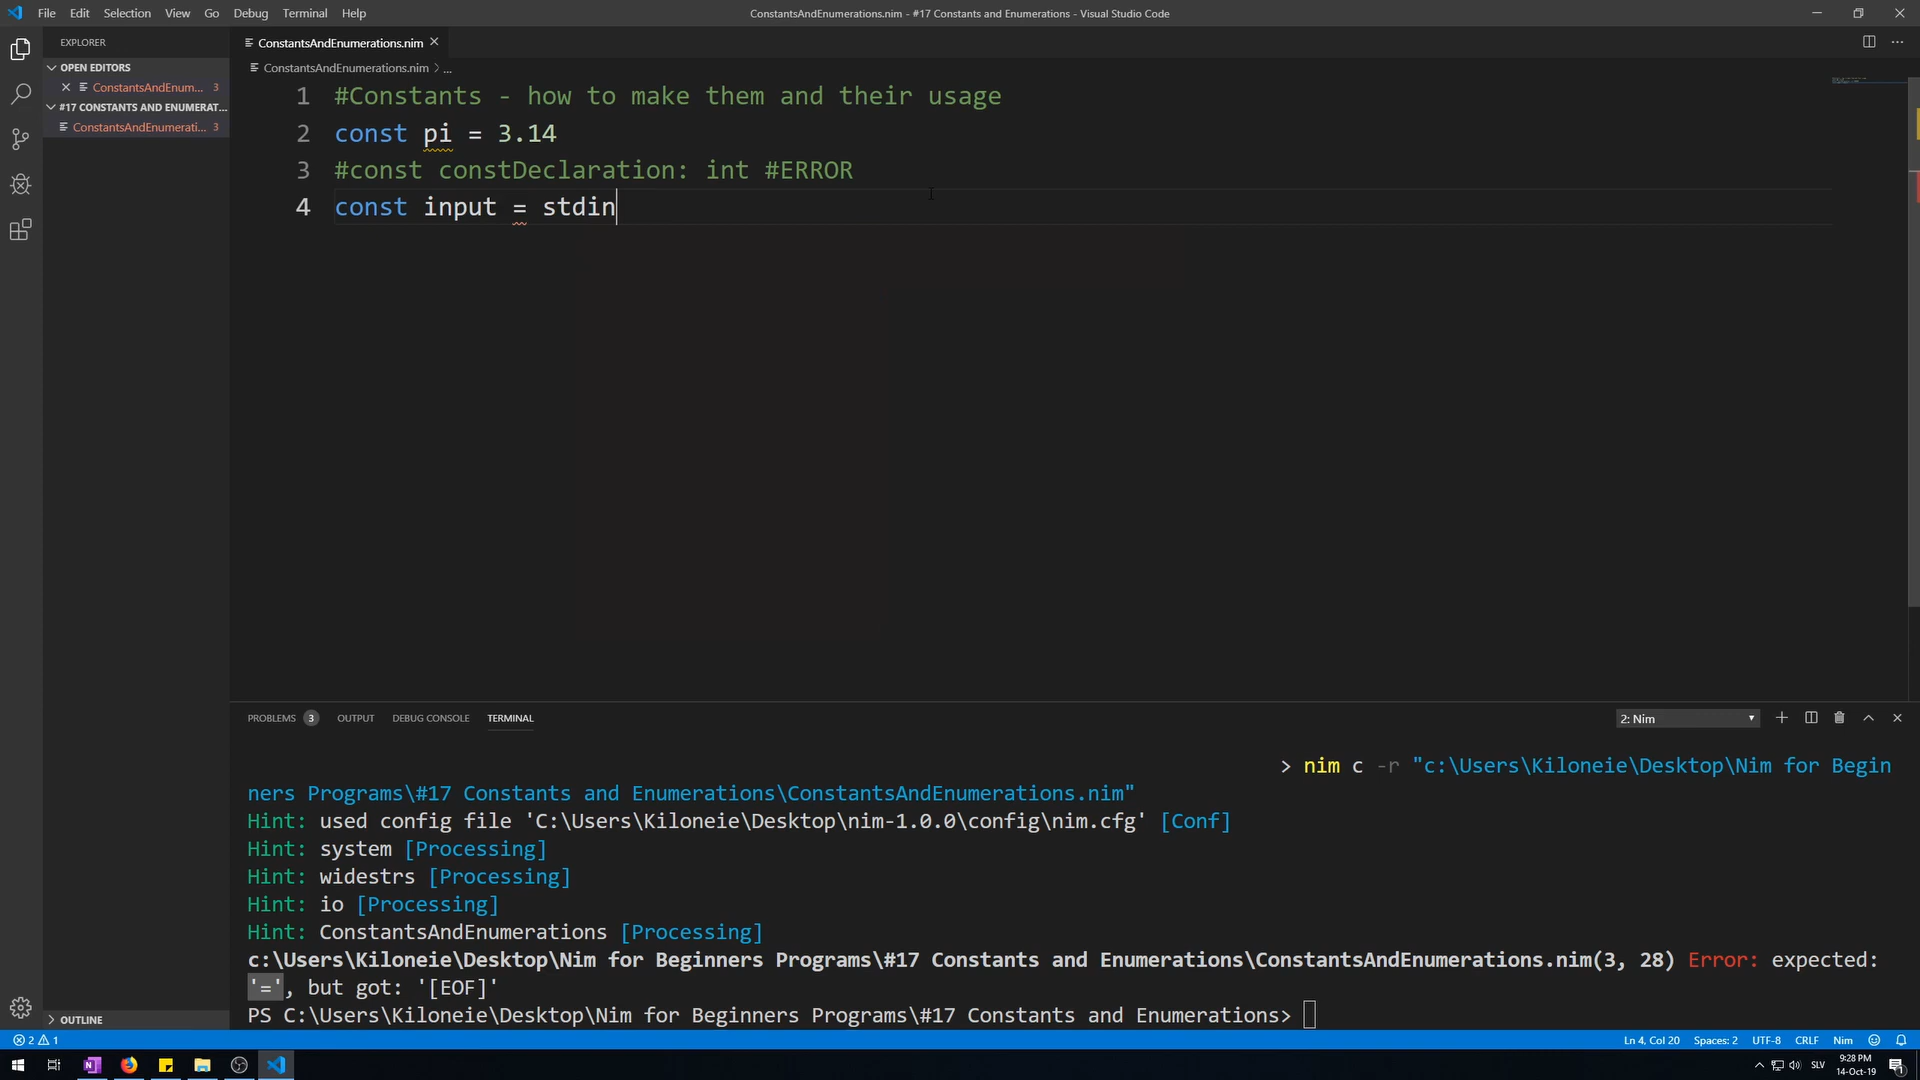 File Edit Selection View Go Debug Terminal Help
ConstantsAndEnumerations.nim - #17 Constants and Enumerations - Visual Studio Code
EXPLORER
OPEN EDITORS
ConstantsAndEnum... 3
#17 CONSTANTS AND ENUMERAT...
ConstantsAndEnumerati... 3
OUTLINE
ConstantsAndEnumerations.nim
ConstantsAndEnumerations.nim > ...
1 #Constants - how to make them and their usage
2 const pi = 3.14
3 #const constDeclaration: int #ERROR
4 const input = stdin
PROBLEMS 3 OUTPUT DEBUG CONSOLE TERMINAL
2: Nim
> nim c -r "c:\Users\Kiloneie\Desktop\Nim for Begin
ners Programs\#17 Constants and Enumerations\ConstantsAndEnumerations.nim"
Hint: used config file 'C:\Users\Kiloneie\Desktop\nim-1.0.0\config\nim.cfg' [Conf]
Hint: system [Processing]
Hint: widestrs [Processing]
Hint: io [Processing]
Hint: ConstantsAndEnumerations [Processing]
c:\Users\Kiloneie\Desktop\Nim for Beginners Programs\#17 Constants and Enumerations\ConstantsAndEnumerations.nim(3, 28) Error: expected:
'=', but got: '[EOF]'
PS C:\Users\Kiloneie\Desktop\Nim for Beginners Programs\#17 Constants and Enumerations>
2 1
Ln 4, Col 20 Spaces: 2 UTF-8 CRLF Nim
SLV
9:28 PM
14-Oct-19